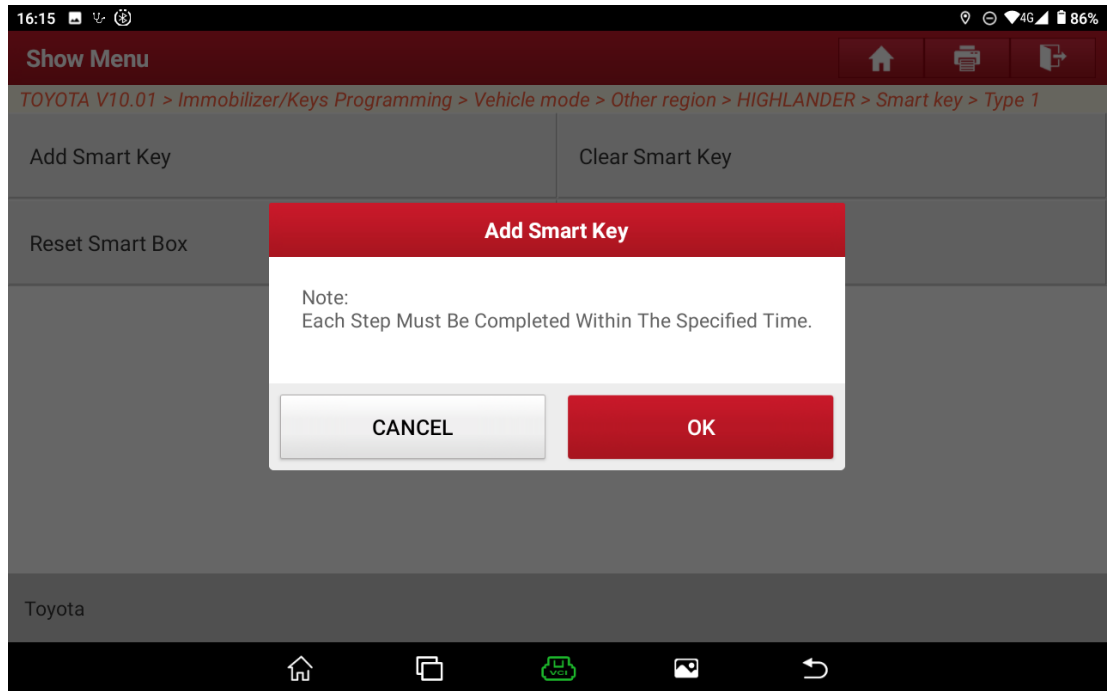 16:15 4G 86%
Show Menu
TOYOTA V10.01 > Immobilizer/Keys Programming > Vehicle mode > Other region > HIGHLANDER > Smart key > Type 1
Add Smart Key Clear Smart Key
Reset Smart Box
Add Smart Key
Note:
Each Step Must Be Completed Within The Specified Time.
CANCEL OK
Toyota
VCI